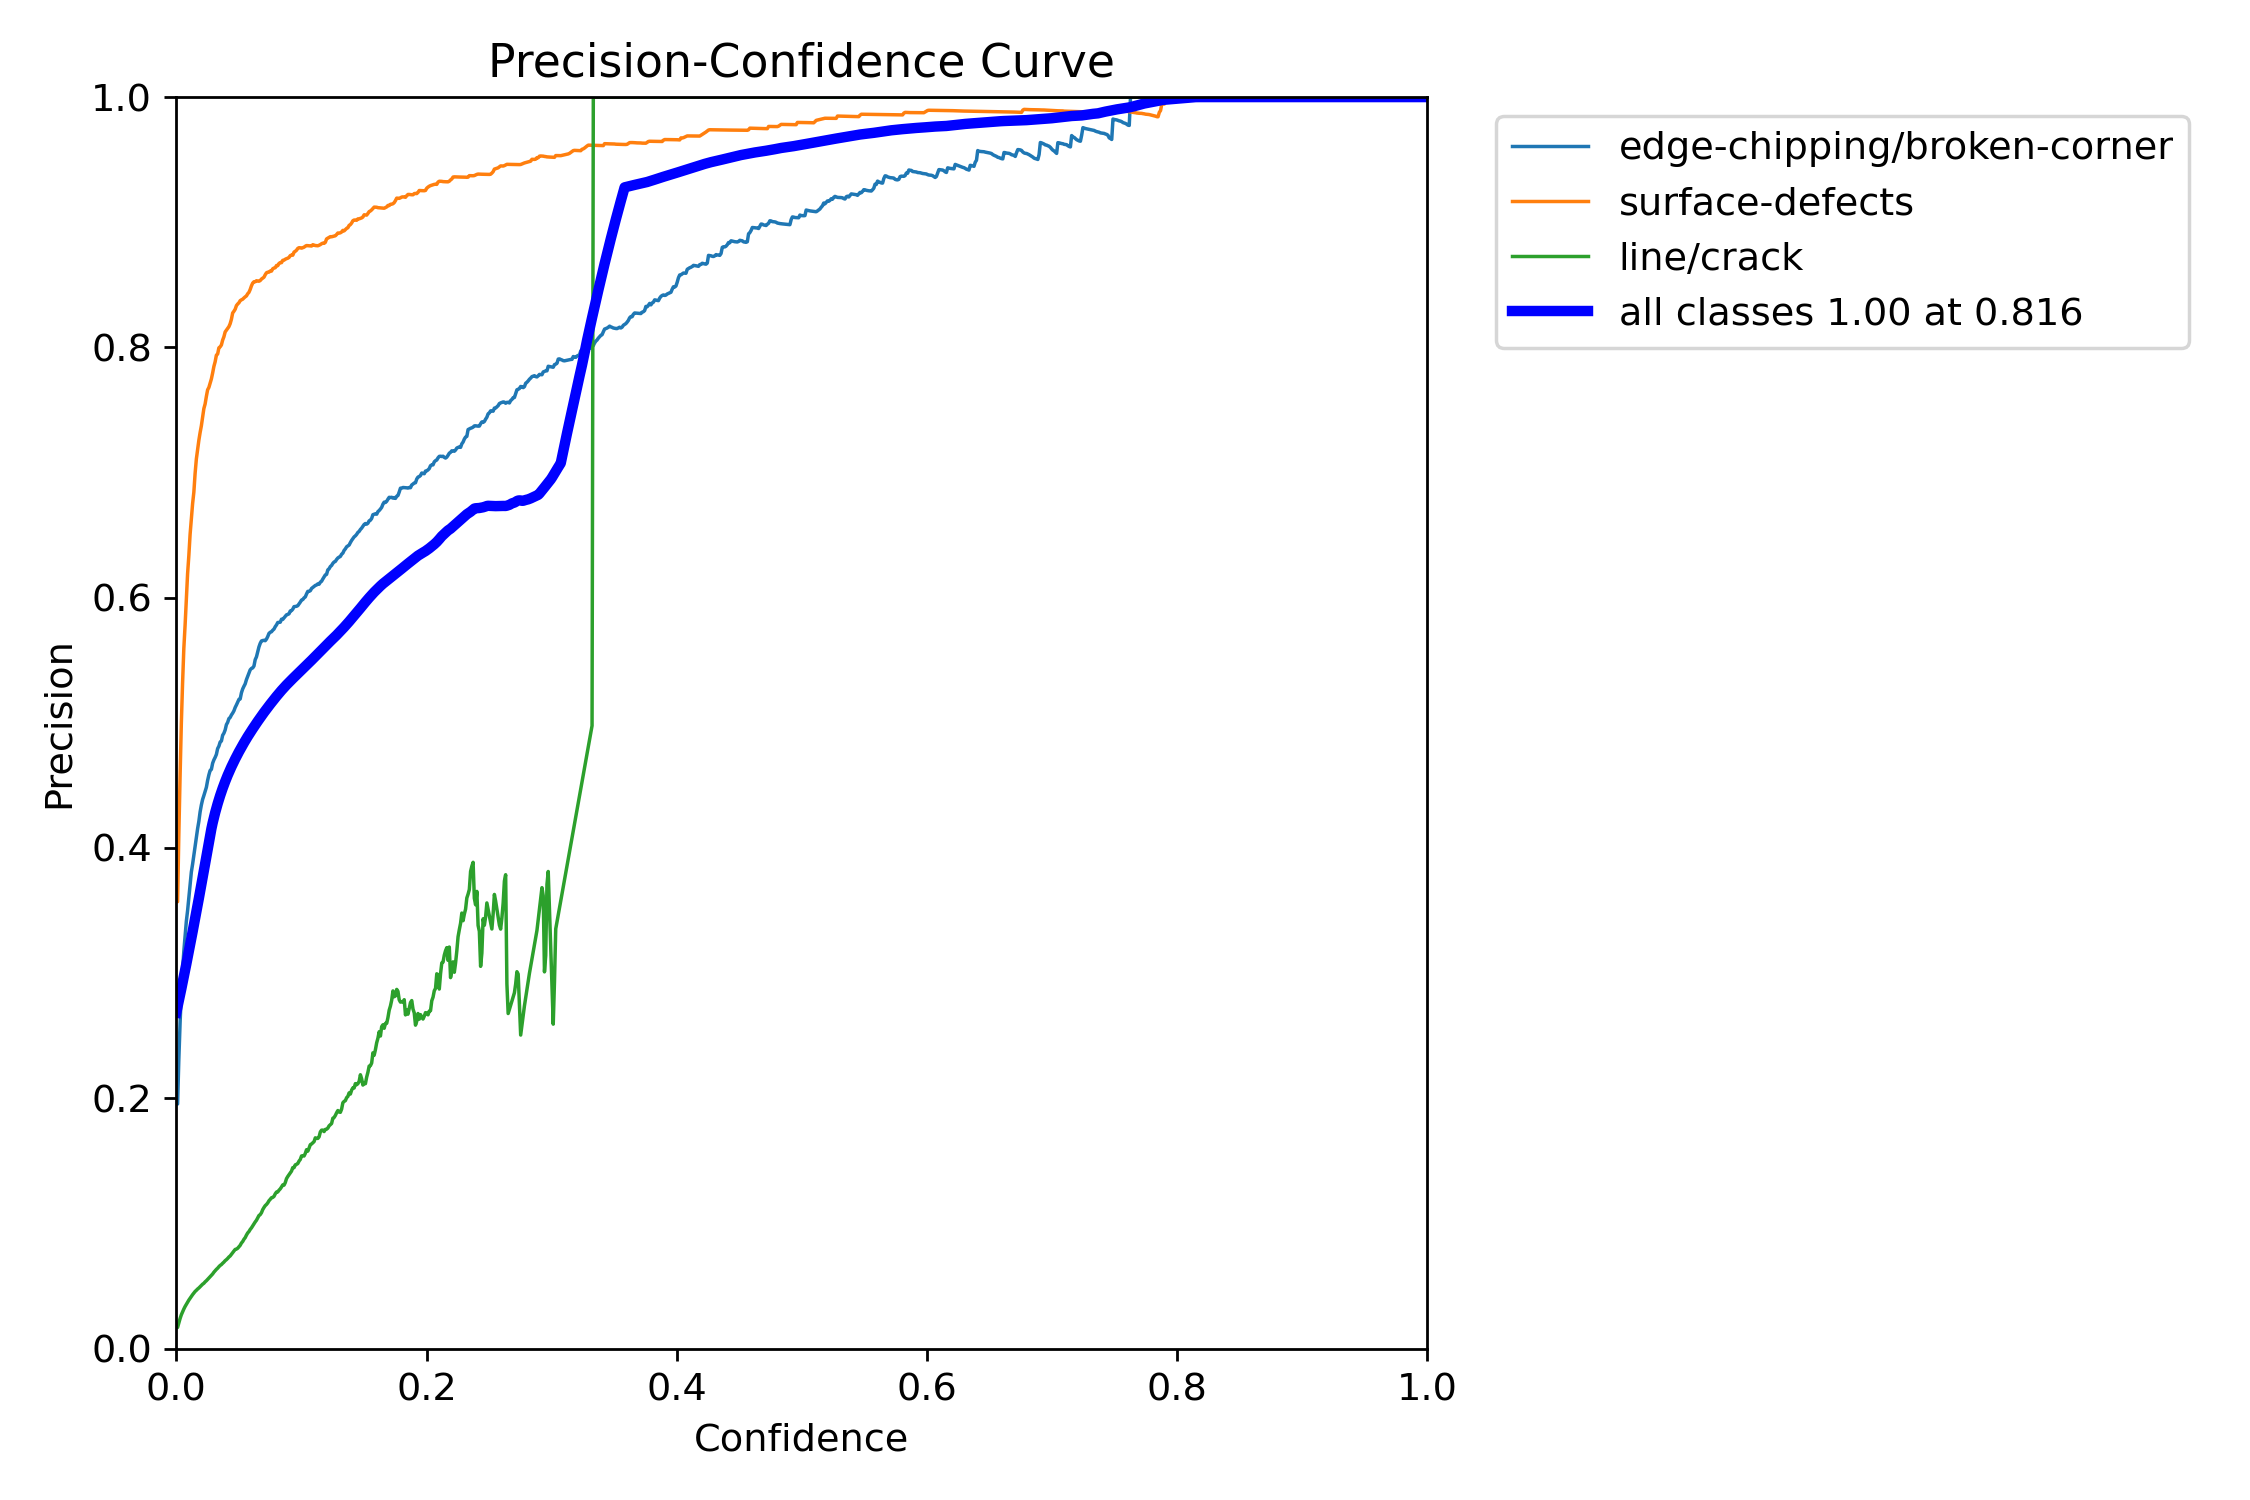 Precision-Confidence Curve
1.0
0.8
0.6
0.4
0.2
0.0
Precision
0.0 0.2 0.4 0.6 0.8 1.0
Confidence
edge-chipping/broken-corner
surface-defects
line/crack
all classes 1.00 at 0.816